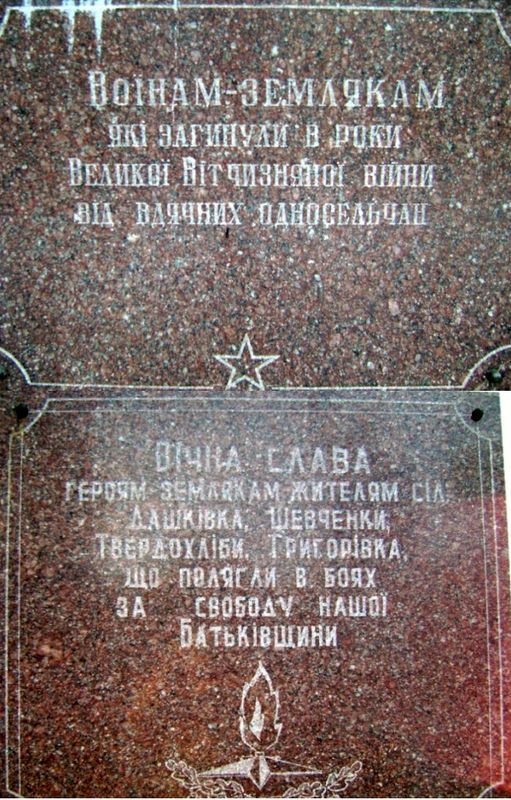 Воїнам-землякам
які загинули в роки
Великої Вітчизняної війни
від вдячних односельчан
Вічна слава
героям землякам жителям сіл
Дашківка, Шевченки,
Твердохліби, Григорівка,
що полягли в боях
за свободу нашої
Батьківщини